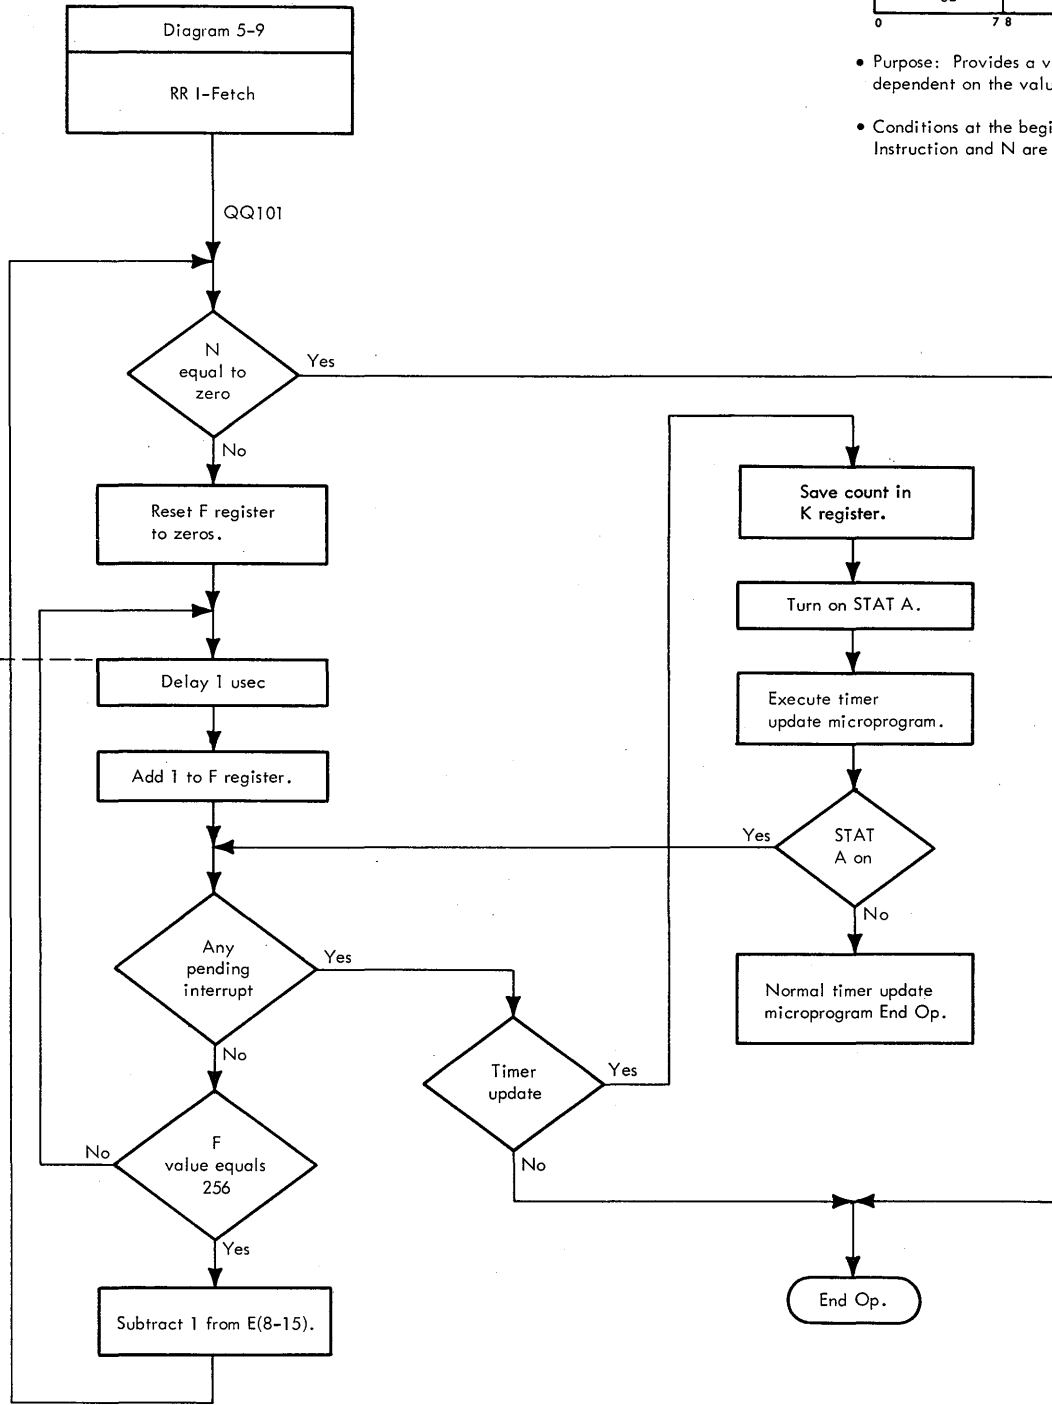 Diagram 5-9
RR I-Fetch
0
7 8
• Purpose: Provides a v
dependent on the valu
• Conditions at the begi
Instruction and N are
QQ101
N
equal to
zero
Yes
No
Reset F register
to zeros.
Delay 1 usec
Add 1 to F register.
Any
pending
interrupt
Yes
No
F
value equals
256
No
Yes
Subtract 1 from E(8-15).
Timer
update
Yes
No
Save count in
K register.
Turn on STAT A.
Execute timer
update microprogram.
STAT
A on
Yes
No
Normal timer update
microprogram End Op.
End Op.